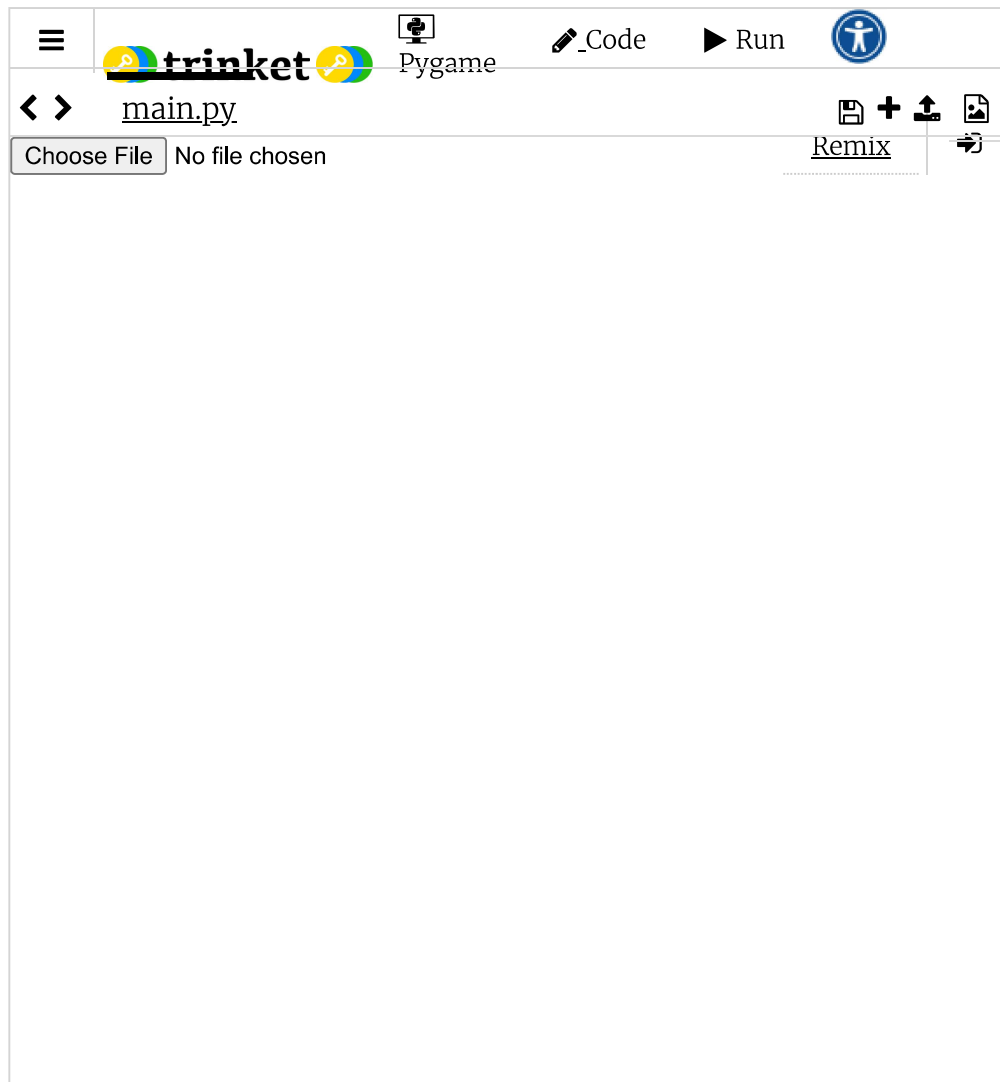 trinket
Pygame
Code
Run
main.py
Choose File No file chosen
Remix